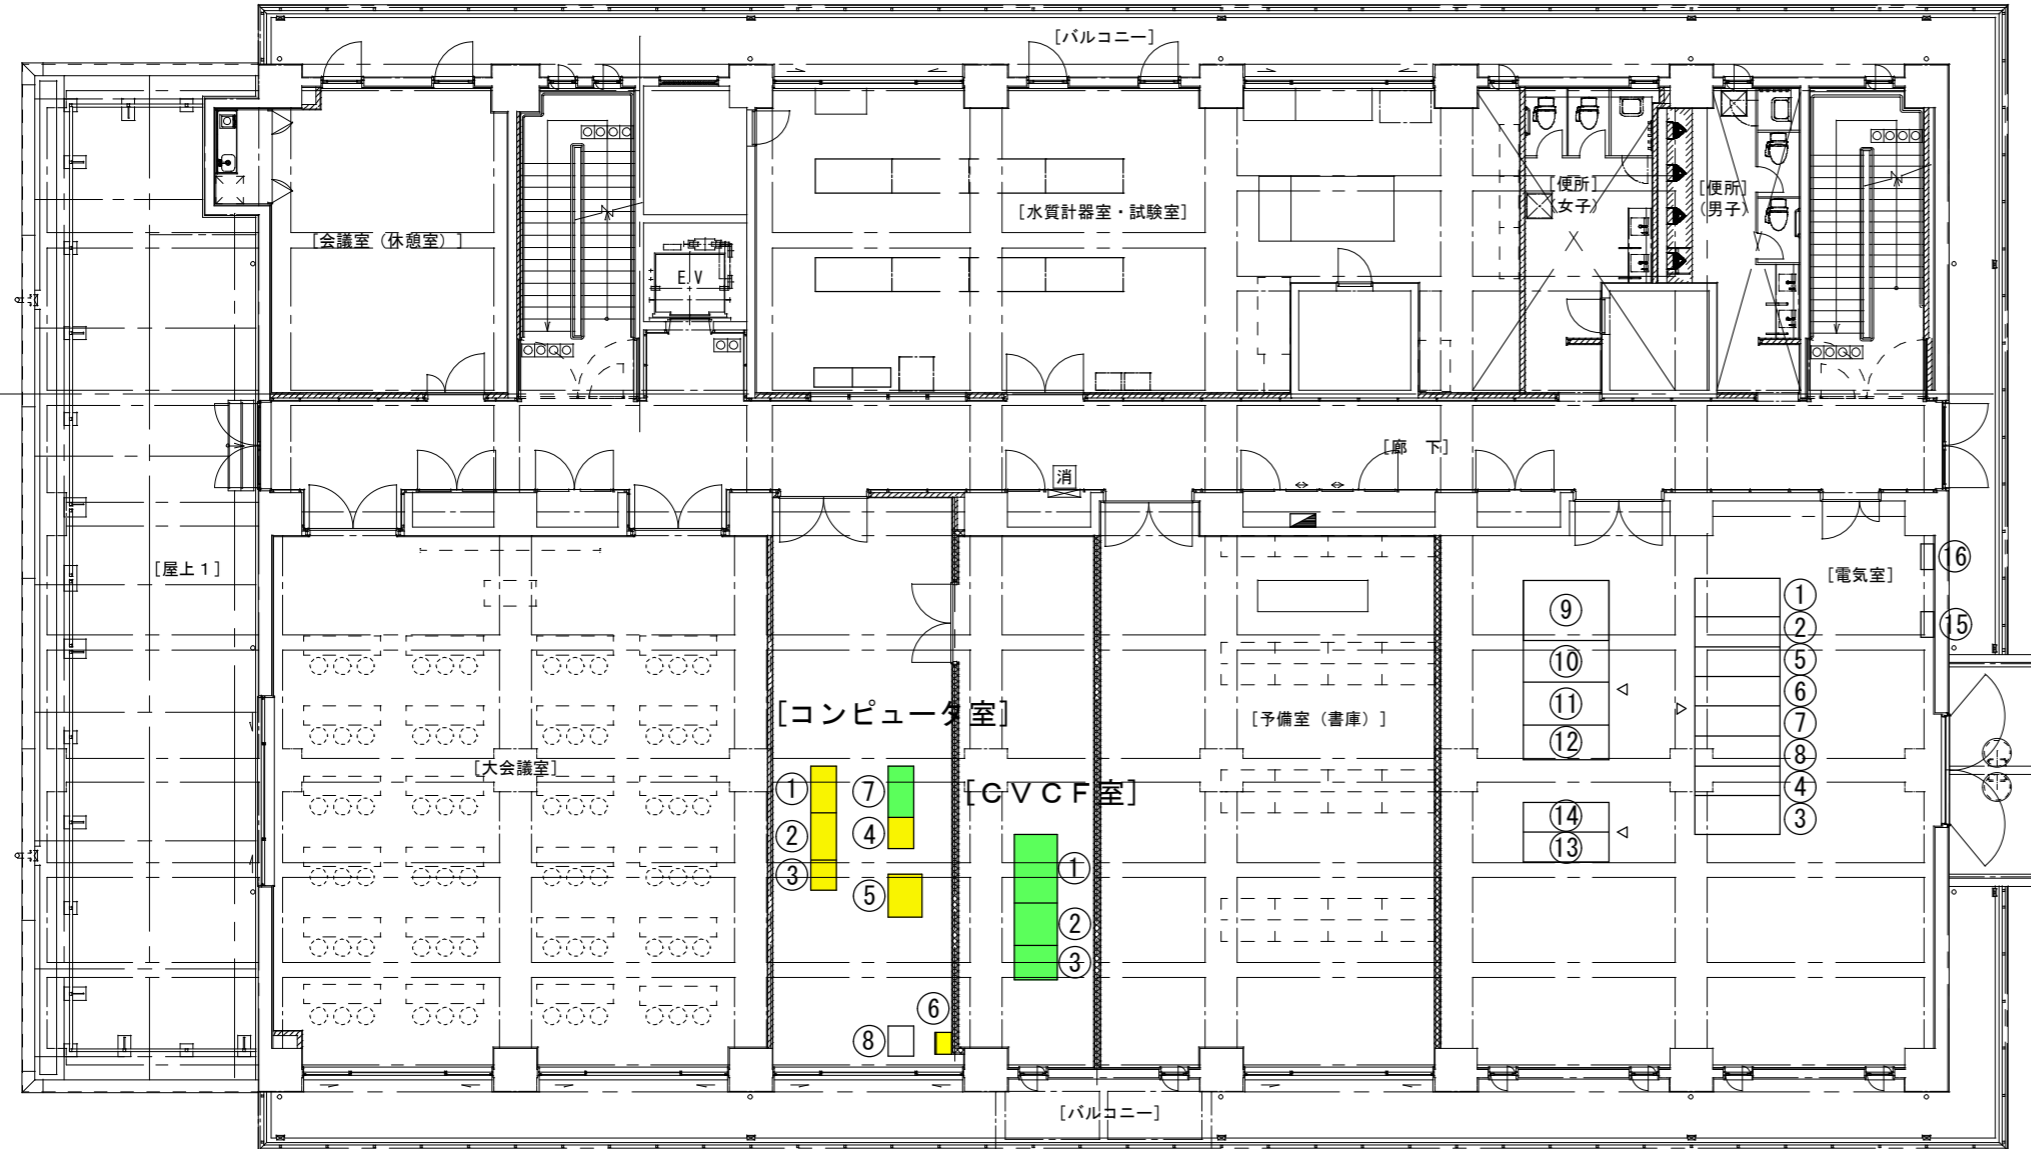 [バルコニー]
[水質計器室・試験室]
[便所]
(女子)
[便所]
(男子)
[会議室（休憩室）]
E.V
[廊　下]
消
[屋上１]
[電気室]
⑯
⑮
⑨
⑩
⑪
⑫
⑭
⑬
①
②
⑤
⑥
⑦
⑧
④
③
[コンピュータ室]
[予備室（書庫）]
[大会議室]
[ＣＶＣＦ室]
①
②
③
⑦
④
⑤
⑥
⑧
①
②
③
[バルコニー]